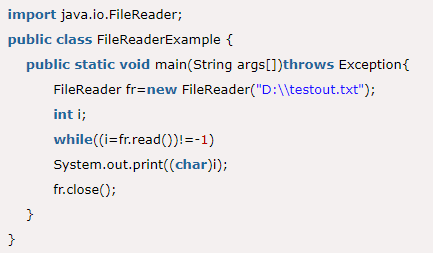 import java.io.FileReader;
public class FileReaderExample {
public static void main(String args[])throws Exception{
FileReader fr=new FileReader("D:\\testout.txt");
int i;
while((i=fr.read())!=-1)
System.out.print((char)i);
fr.close();
}
}